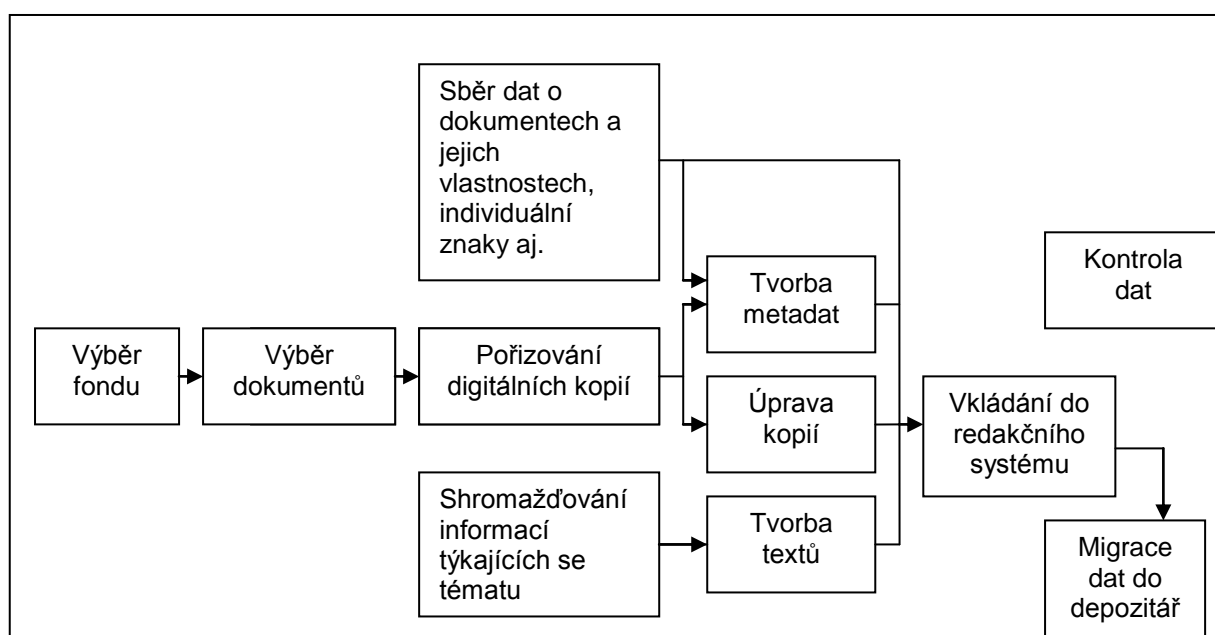 Sběr dat o
dokumentech a
jejich
vlastnostech,
individuální
znaky aj.
Kontrola
dat
Tvorba
metadat
Výběr
fondu
Výběr
dokumentů
Pořizování
digitálních kopií
Úprava
kopií
Vkládání do
redakčního
systému
Shromažďování
informací
týkajících se
tématu
Tvorba
textů
Migrace
dat do
depozitář